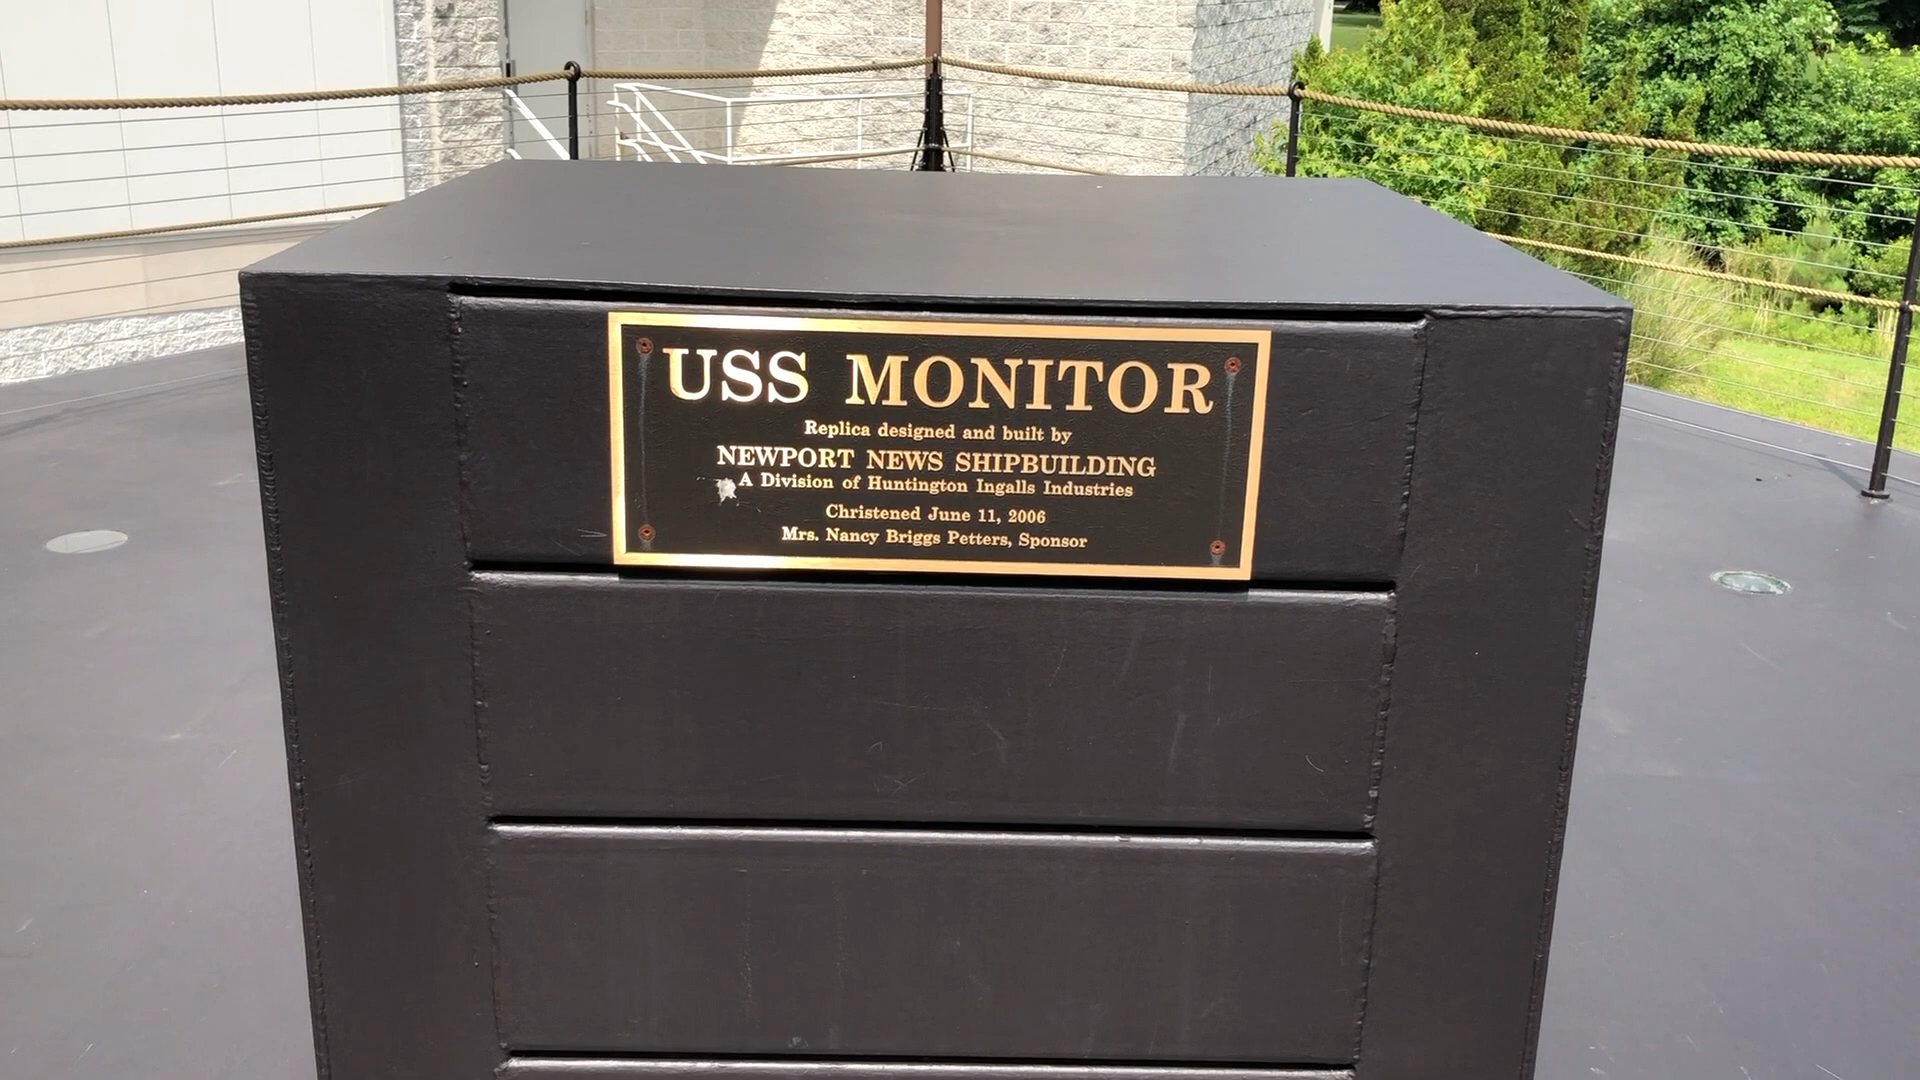 USS MONITOR
Replica designed and built by
NEWPORT NEWS SHIPBUILDING
A Division of Huntington Ingalls Industries
Christened June 11, 2006
Mrs. Nancy Briggs Petters, Sponsor